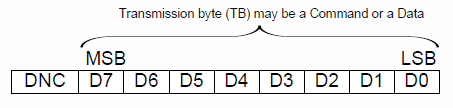 Transmission byte (TB) may be a Command or a Data
MSB LSB
DNC D7 D6 D5 D4 D3 D2 D1 D0